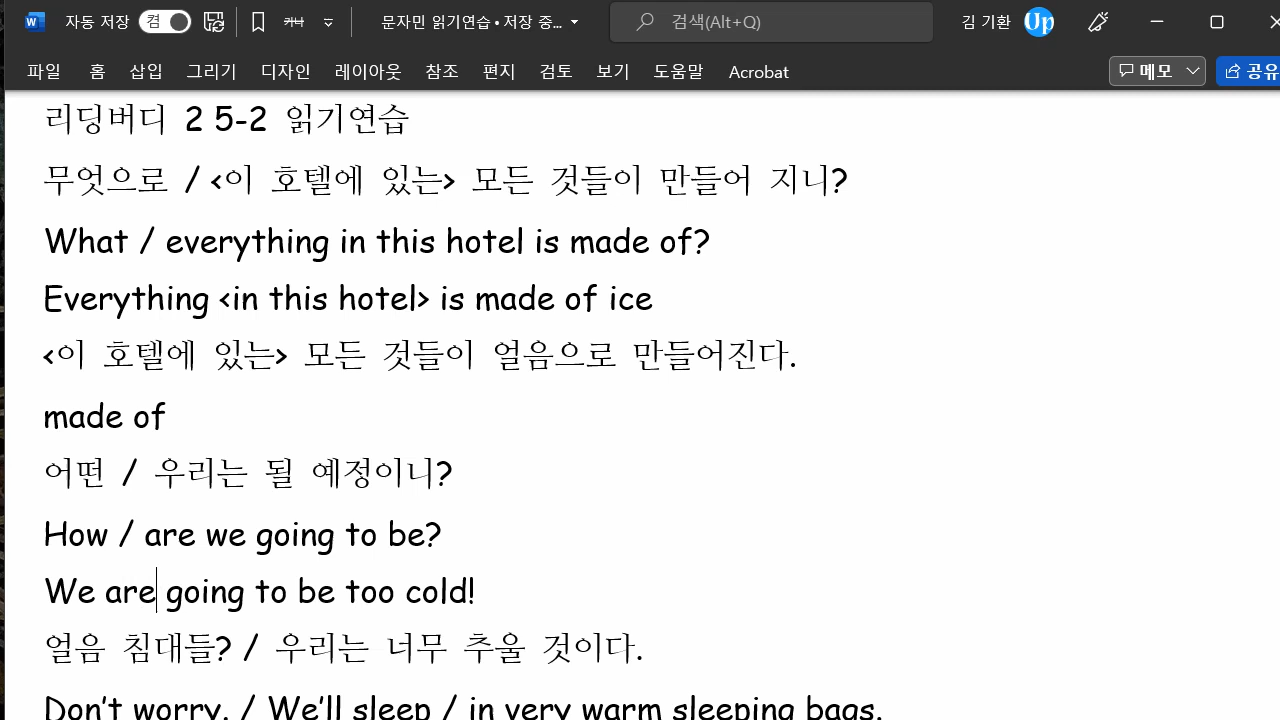 자동 저장 켬 가나 문자민 읽기연습 • 저장 중... 검색(Alt+Q) 김 기환 Up
파일 홈 삽입 그리기 디자인 레이아웃 참조 편지 검토 보기 도움말 Acrobat 메모 공유
리딩버디 2 5-2 읽기연습
무엇으로 / <이 호텔에 있는> 모든 것들이 만들어 지니?
What / everything in this hotel is made of?
Everything <in this hotel> is made of ice
<이 호텔에 있는> 모든 것들이 얼음으로 만들어진다.
made of
어떤 / 우리는 될 예정이니?
How / are we going to be?
We are going to be too cold!
얼음 침대들? / 우리는 너무 추울 것이다.
Don't worry. / We'll sleep / in very warm sleeping bags.